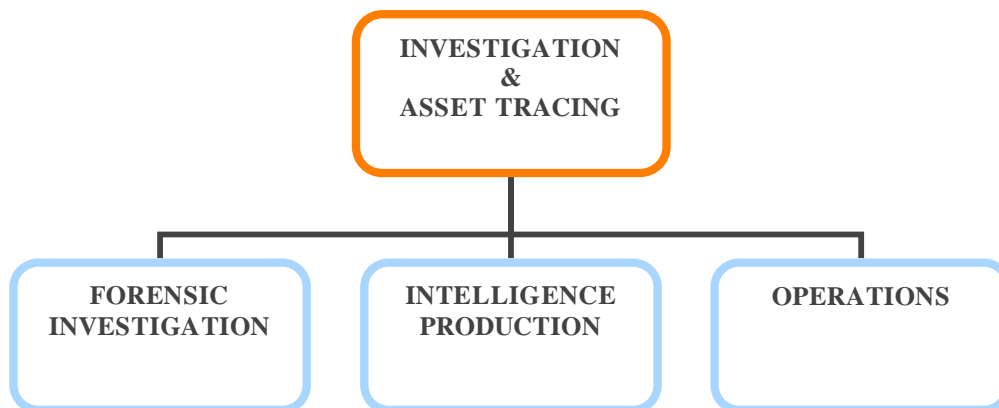 INVESTIGATION
&
ASSET TRACING
FORENSIC
INVESTIGATION
INTELLIGENCE
PRODUCTION
OPERATIONS